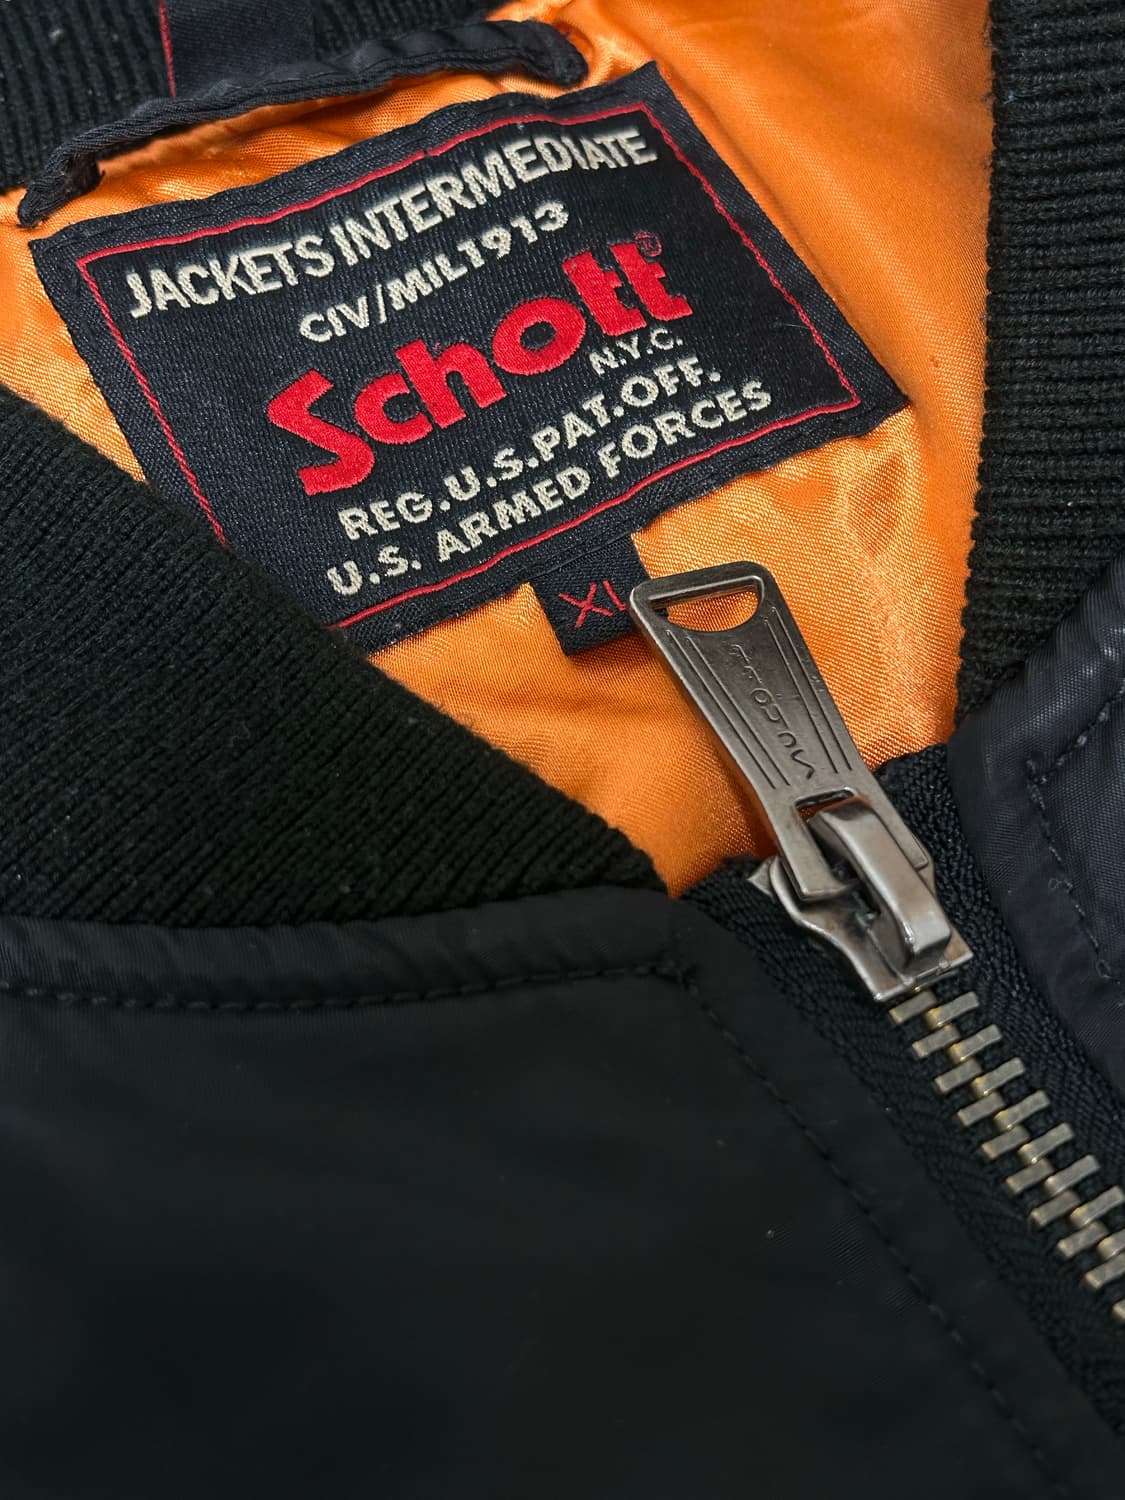 JACKETS INTERMEDIATE
CIV/MIL1913
Schott®
N.Y.C.
REG.U.S.PAT.OFF.
U.S. ARMED FORCES
XL